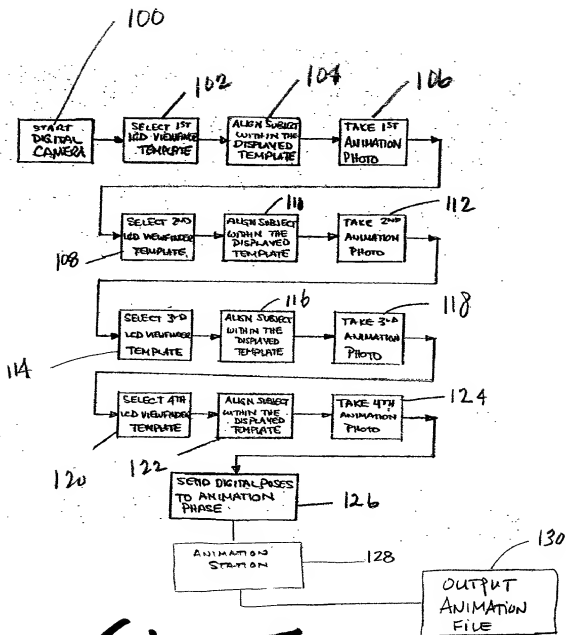 100
102
104
106
START
DIGITAL
CAMERA
SELECT 1ST
LCD VIEWFINDER
TEMPLATE
ALIGN SUBJECT
WITHIN THE
DISPLAYED
TEMPLATE
TAKE 1ST
ANIMATION
PHOTO
108
SELECT 2ND
LCD VIEWFINDER
TEMPLATE
ALIGN SUBJECT
WITHIN THE
DISPLAYED
TEMPLATE
112
TAKE 2ND
ANIMATION
PHOTO
114
SELECT 3RD
LCD VIEWFINDER
TEMPLATE
116
ALIGN SUBJECT
WITHIN THE
DISPLAYED
TEMPLATE
118
TAKE 3RD
ANIMATION
PHOTO
120
SELECT 4TH
LCD VIEWFINDER
TEMPLATE
122
ALIGN SUBJECT
WITHIN THE
DISPLAYED
TEMPLATE
124
TAKE 4TH
ANIMATION
PHOTO
SEND DIGITAL POSES
TO ANIMATION
PHASE
126
ANIMATION
STATION
128
130
OUTPUT
ANIMATION
FILE